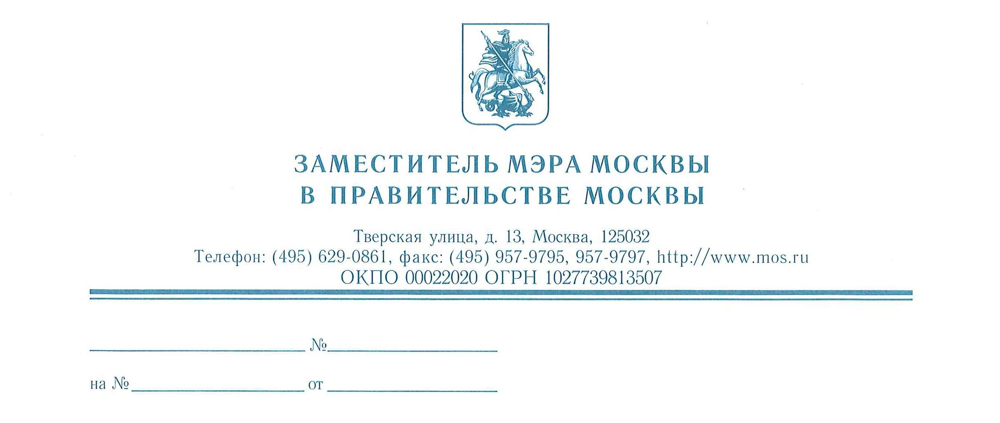 ЗАМЕСТИТЕЛЬ МЭРА МОСКВЫ
В ПРАВИТЕЛЬСТВЕ МОСКВЫ
Тверская улица, д. 13, Москва, 125032
Телефон: (495) 629-0861, факс: (495) 957-9795, 957-9797, http://www.mos.ru
ОКПО 00022020 ОГРН 1027739813507
№
на № от